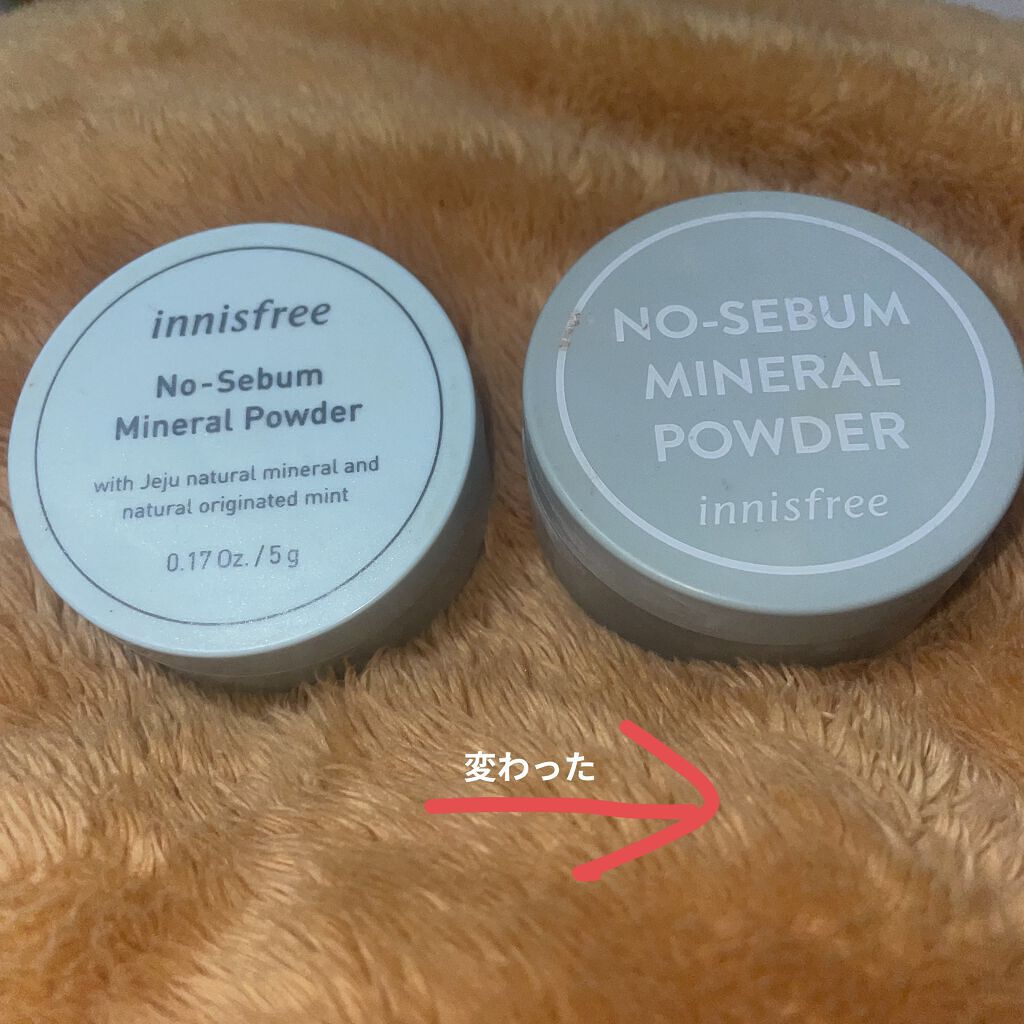 innisfree
No-Sebum
Mineral Powder
with Jeju natural mineral and
natural originated mint
0.17 Oz. / 5 g
NO-SEBUM
MINERAL
POWDER
innisfree
変わった